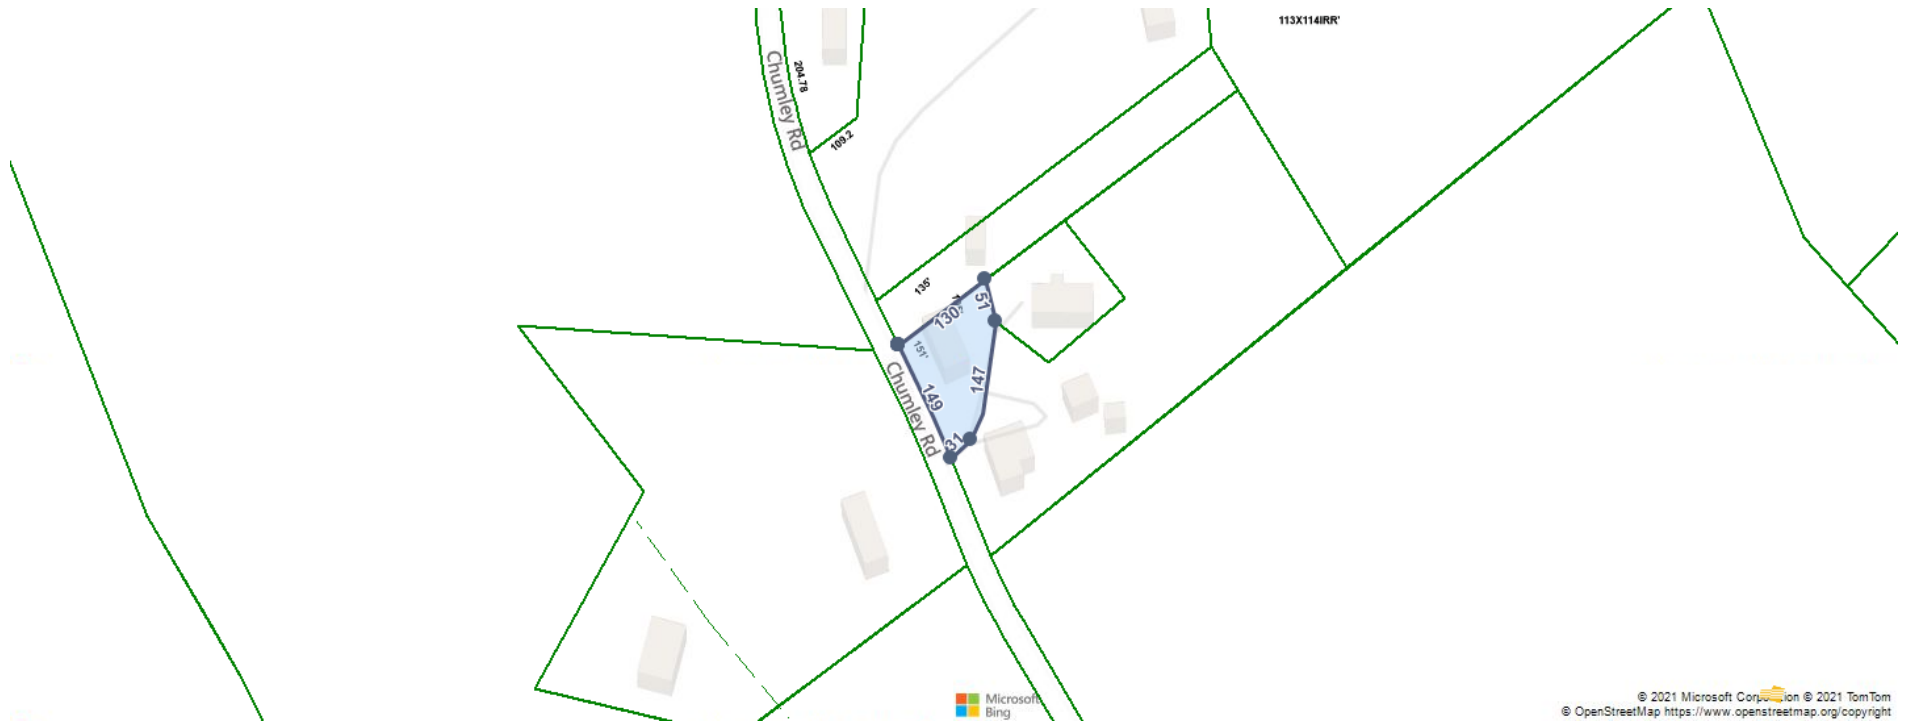 113X114IRR'
Chumley Rd
204.78
109.2
135'
51
130
151'
149
147
Chumley Rd
31
Microsoft
Bing
© 2021 Microsoft Corporation © 2021 TomTom
© OpenStreetMap https://www.openstreetmap.org/copyright